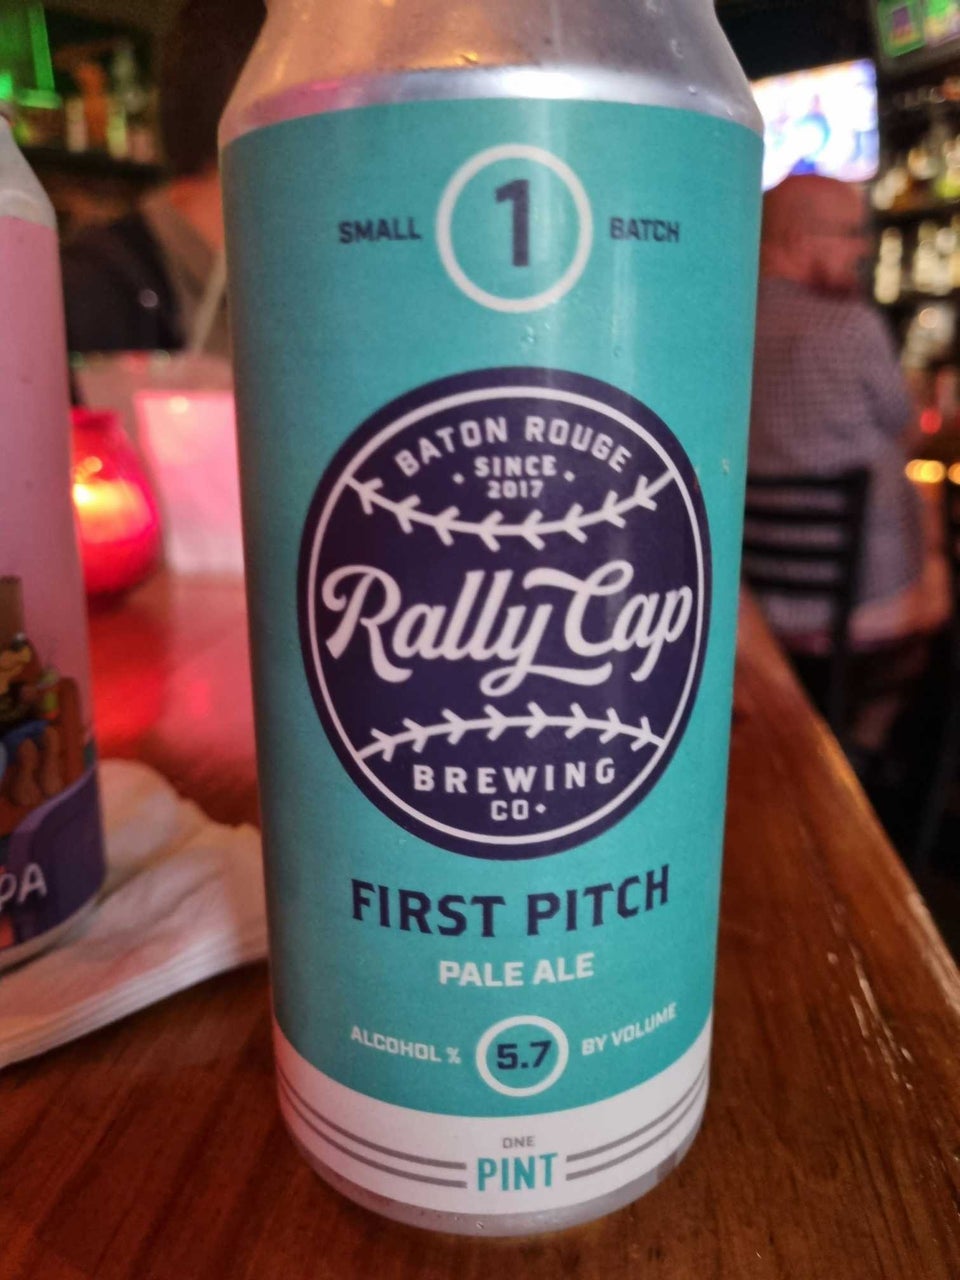 SMALL 1 BATCH
BATON ROUGE
• SINCE •
2017
Rally Cap
BREWING
CO•
FIRST PITCH
PALE ALE
ALCOHOL % 5.7 BY VOLUME
ONE
PINT
PA